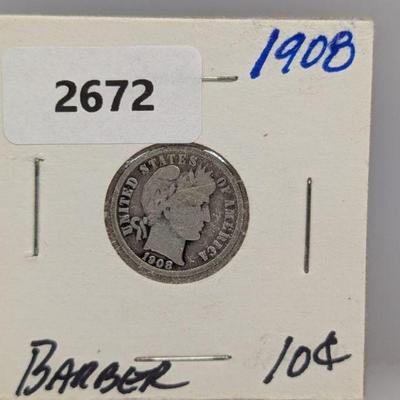 1908
2672
UNITED STATES OF AMERICA
1908
BARBER 10¢